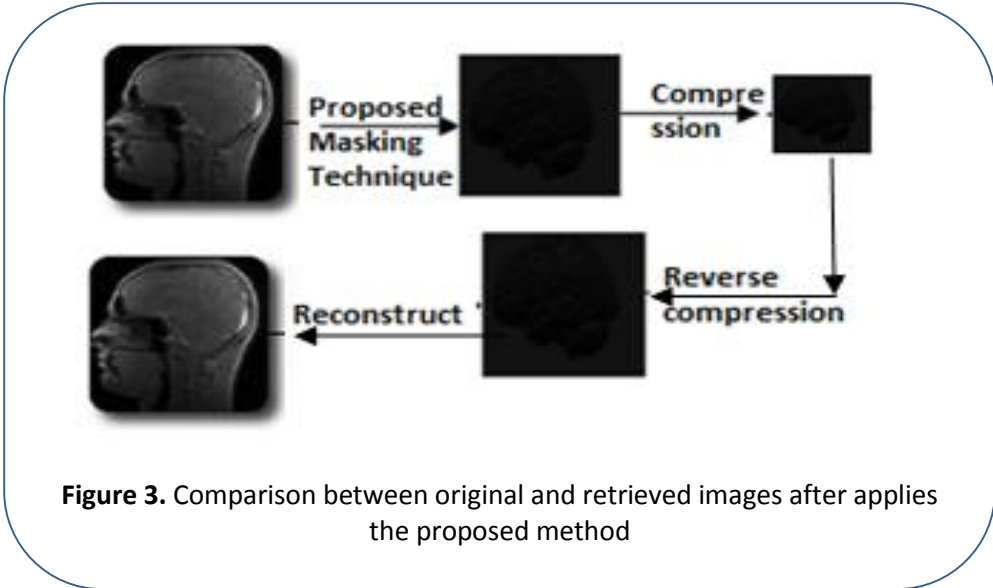 Proposed
Masking
Technique
Compre
ssion
Reverse
compression
Reconstruct
Figure 3. Comparison between original and retrieved images after applies
the proposed method